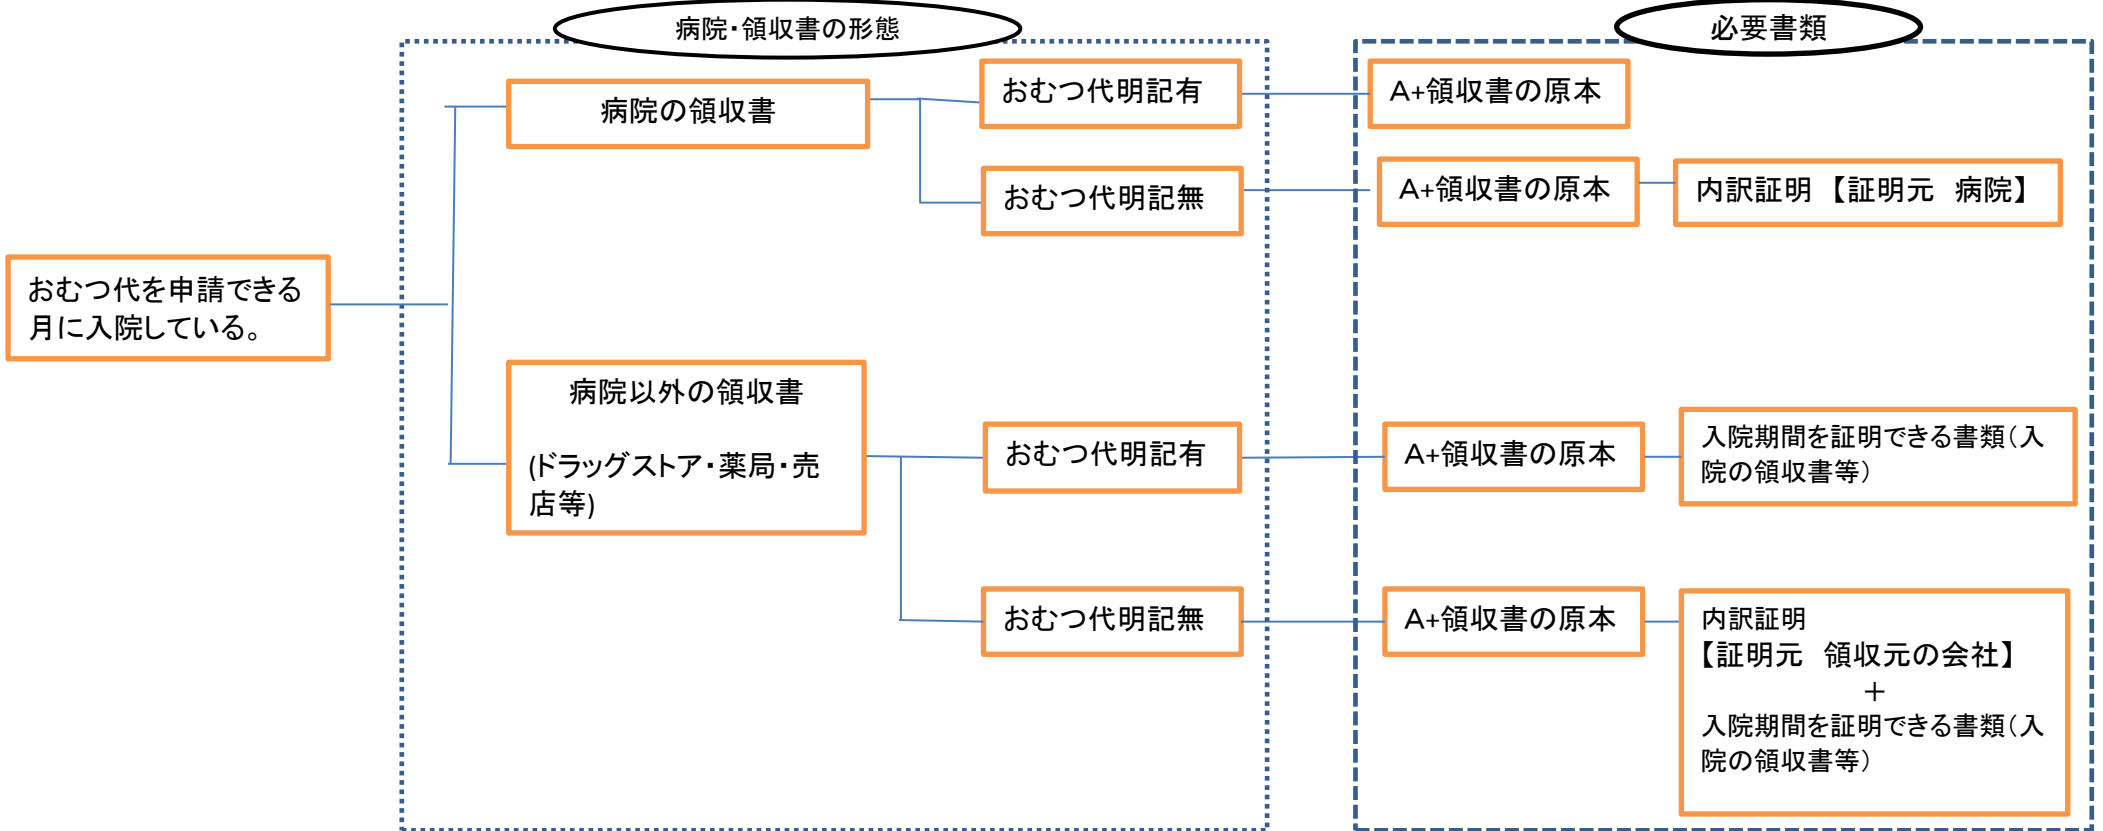 病院・領収書の形態
必要書類
病院の領収書
おむつ代明記有
A+領収書の原本
おむつ代明記無
A+領収書の原本
内訳証明 【証明元　病院】
おむつ代を申請できる
月に入院している。
病院以外の領収書
(ドラッグストア・薬局・売
店等)
おむつ代明記有
A+領収書の原本
入院期間を証明できる書類（入
院の領収書等）
おむつ代明記無
A+領収書の原本
内訳証明
【証明元　領収元の会社】
＋
入院期間を証明できる書類（入
院の領収書等）